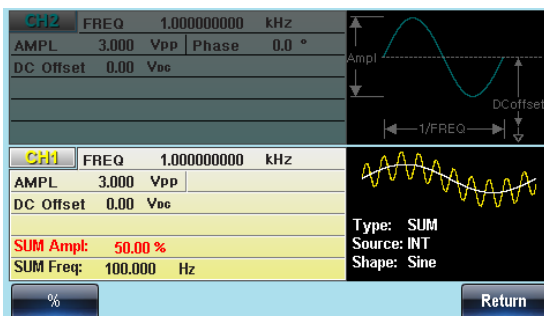 CH2 FREQ 1.000000000 kHz
AMPL 3.000 Vpp Phase 0.0 °
DC Offset 0.00 VDC
Ampl
DCoffset
1/FREQ
CH1 FREQ 1.000000000 kHz
AMPL 3.000 Vpp
DC Offset 0.00 VDC
SUM Ampl: 50.00 %
SUM Freq: 100.000 Hz
Type: SUM
Source: INT
Shape: Sine
% Return